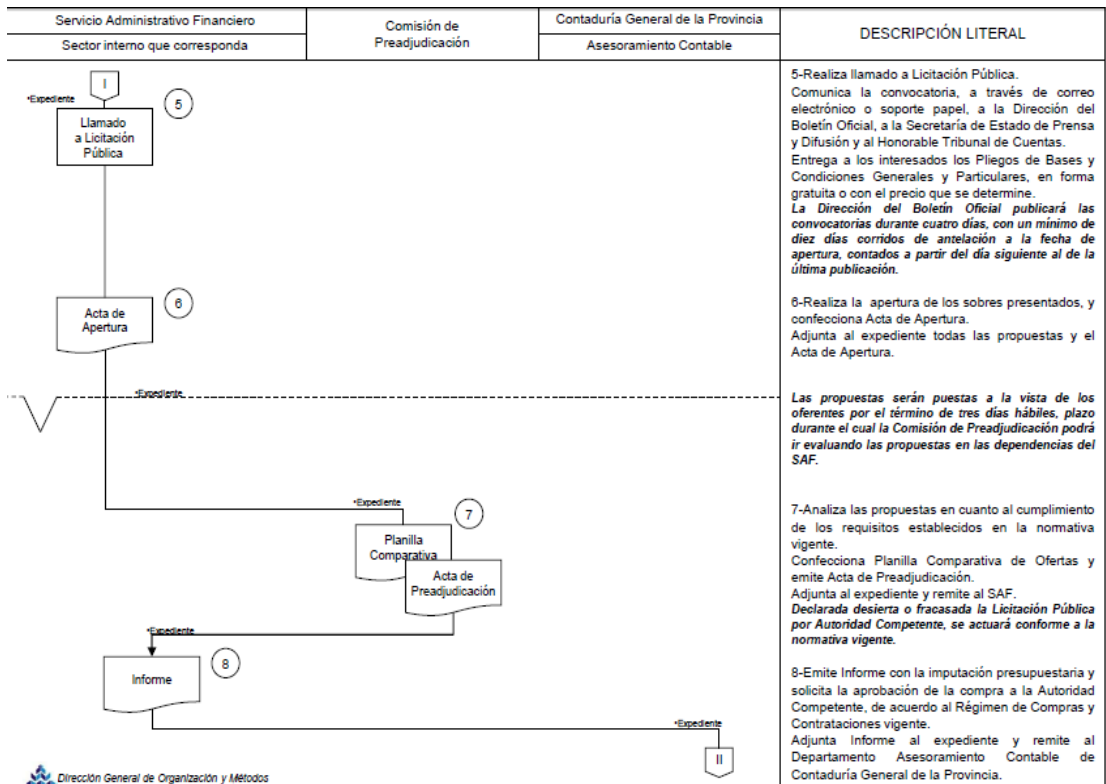 Servicio Administrativo Financiero
Sector interno que corresponda
Comisión de
Preadjudicación
Contaduría General de la Provincia
Asesoramiento Contable
DESCRIPCIÓN LITERAL
I
*Expediente
5
Llamado
a Licitación
Pública
Acta de
Apertura
6
*Expediente
*Expediente
7
Planilla
Comparativa
Acta de
Preadjudicación
*Expediente
8
Informe
*Expediente
II
5-Realiza llamado a Licitación Pública.
Comunica la convocatoria, a través de correo
electrónico o soporte papel, a la Dirección del
Boletín Oficial, a la Secretaría de Estado de Prensa
y Difusión y al Honorable Tribunal de Cuentas.
Entrega a los interesados los Pliegos de Bases y
Condiciones Generales y Particulares, en forma
gratuita o con el precio que se determine.
La Dirección del Boletín Oficial publicará las
convocatorias durante cuatro días, con un mínimo de
diez días corridos de antelación a la fecha de
apertura, contados a partir del día siguiente al de la
última publicación.
6-Realiza la apertura de los sobres presentados, y
confecciona Acta de Apertura.
Adjunta al expediente todas las propuestas y el
Acta de Apertura.
Las propuestas serán puestas a la vista de los
oferentes por el término de tres días hábiles, plazo
durante el cual la Comisión de Preadjudicación podrá
ir evaluando las propuestas en las dependencias del
SAF.
7-Analiza las propuestas en cuanto al cumplimiento
de los requisitos establecidos en la normativa
vigente.
Confecciona Planilla Comparativa de Ofertas y
emite Acta de Preadjudicación.
Adjunta al expediente y remite al SAF.
Declarada desierta o fracasada la Licitación Pública
por Autoridad Competente, se actuará conforme a la
normativa vigente.
8-Emite Informe con la imputación presupuestaria y
solicita la aprobación de la compra a la Autoridad
Competente, de acuerdo al Régimen de Compras y
Contrataciones vigente.
Adjunta Informe al expediente y remite al
Departamento Asesoramiento Contable de
Contaduría General de la Provincia.
Dirección General de Organización y Métodos